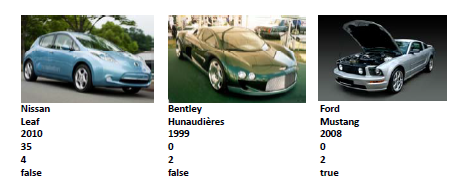 Nissan
Leaf
2010
35
4
false
Bentley
Hunaudières
1999
0
2
false
Ford
Mustang
2008
0
2
true